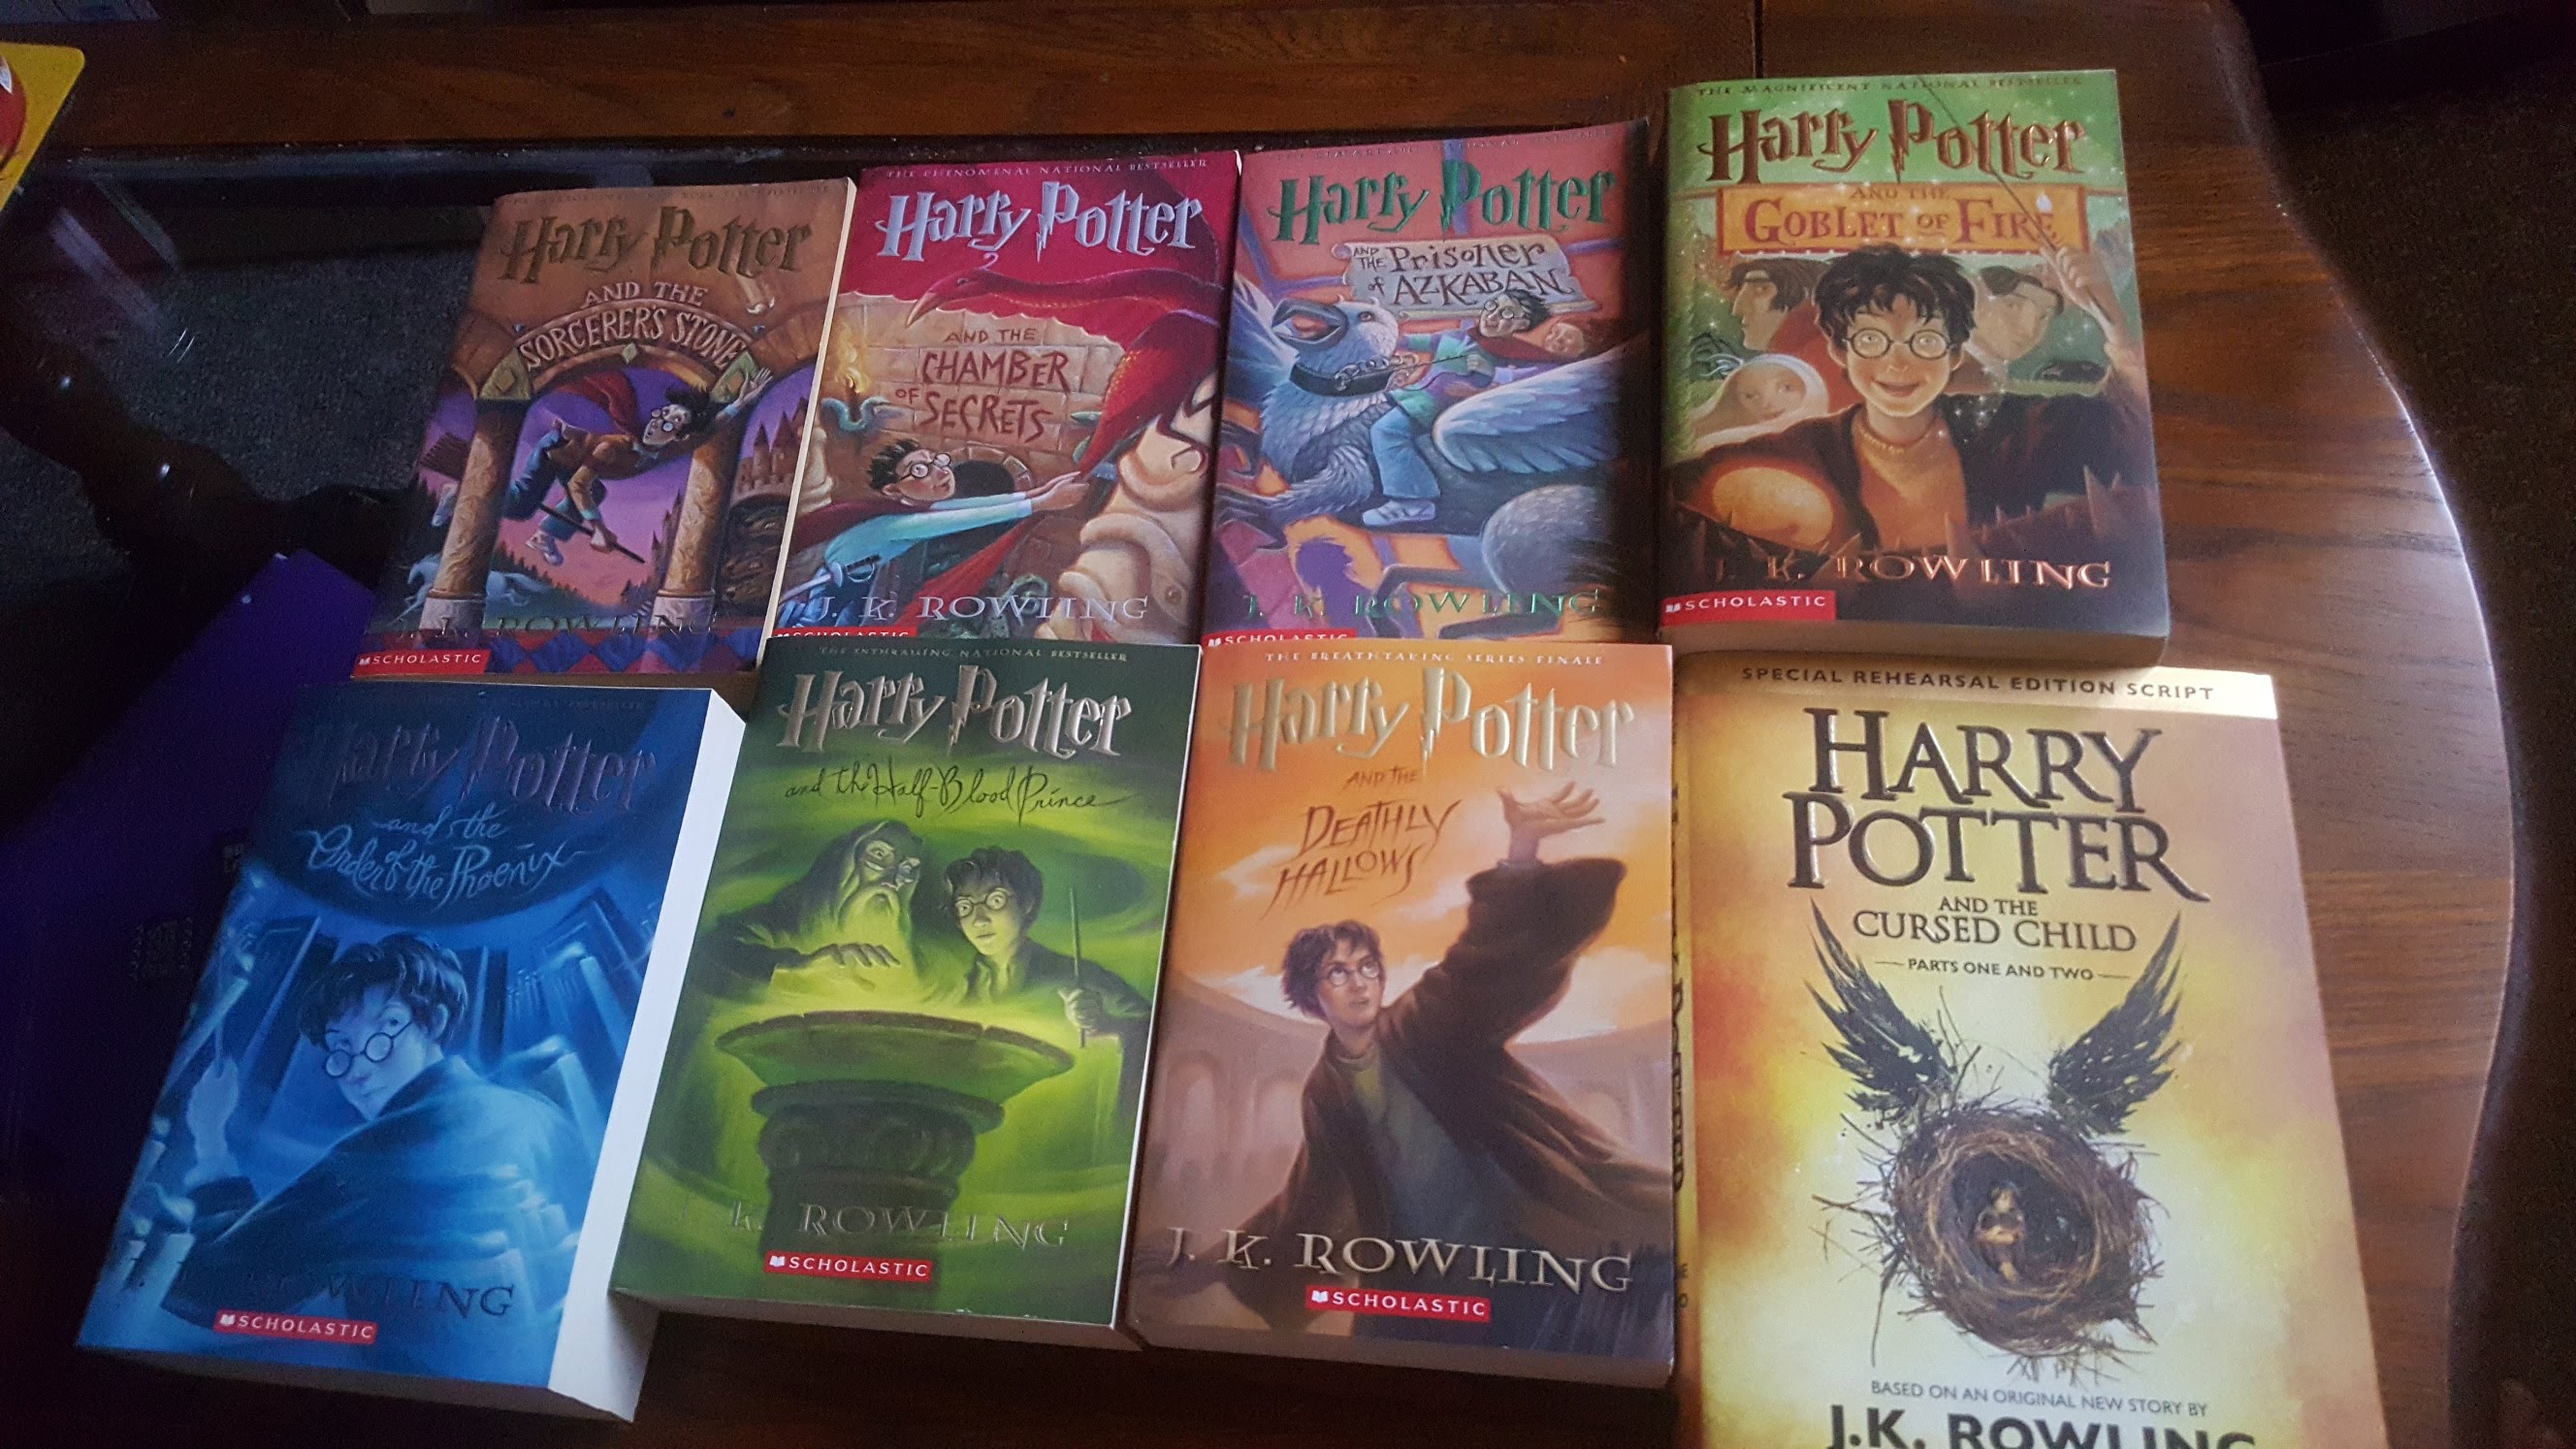 Harry Potter
AND THE
SORCERER'S STONE
J. K. ROWLING
SCHOLASTIC
THE PHENOMENAL NATIONAL BESTSELLER
Harry Potter
AND THE
CHAMBER
OF SECRETS
J. K. ROWLING
SCHOLASTIC
Harry Potter
AND THE Prisoner
of AZKABAN
J. K. ROWLING
SCHOLASTIC
THE MAGNIFICENT NATIONAL BESTSELLER
Harry Potter
AND THE
GOBLET OF FIRE
J. K. ROWLING
SCHOLASTIC
Harry Potter
and the
Order of the Phoenix
ROWLING
SCHOLASTIC
THE ENTHRALLING NATIONAL BESTSELLER
Harry Potter
and the Half-Blood Prince
J. K. ROWLING
SCHOLASTIC
THE BREATHTAKING SERIES FINALE
Harry Potter
AND THE
DEATHLY
HALLOWS
J. K. ROWLING
SCHOLASTIC
SPECIAL REHEARSAL EDITION SCRIPT
HARRY
POTTER
AND THE
CURSED CHILD
PARTS ONE AND TWO
BASED ON AN ORIGINAL NEW STORY BY
J.K. ROWLING